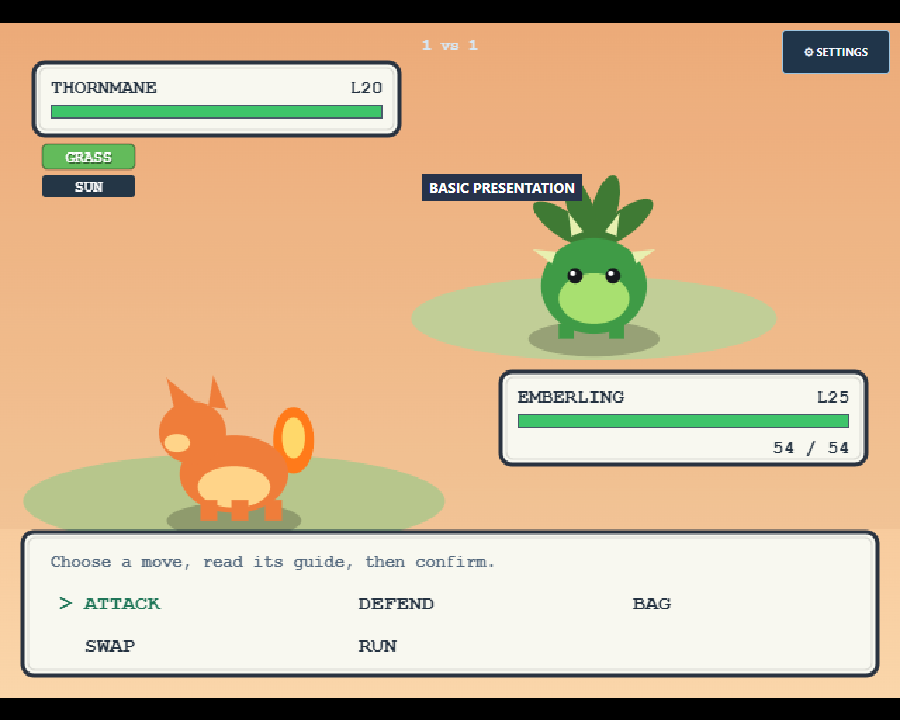 1 vs 1
⚙ SETTINGS
THORNMANE L20
GRASS
SUN
BASIC PRESENTATION
EMBERLING L25
54 / 54
Choose a move, read its guide, then confirm.
> ATTACK DEFEND BAG
SWAP RUN